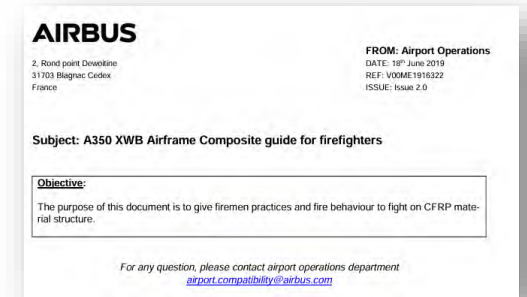 AIRBUS
2, Rond point Dewoitine
31703 Blagnac Cedex
France
FROM: Airport Operations
DATE: 18th June 2019
REF: V00ME1916322
ISSUE: Issue 2.0
Subject: A350 XWB Airframe Composite guide for firefighters
Objective:
The purpose of this document is to give firemen practices and fire behaviour to fight on CFRP mate-
rial structure.
For any question, please contact airport operations department
airport.compatibility@airbus.com